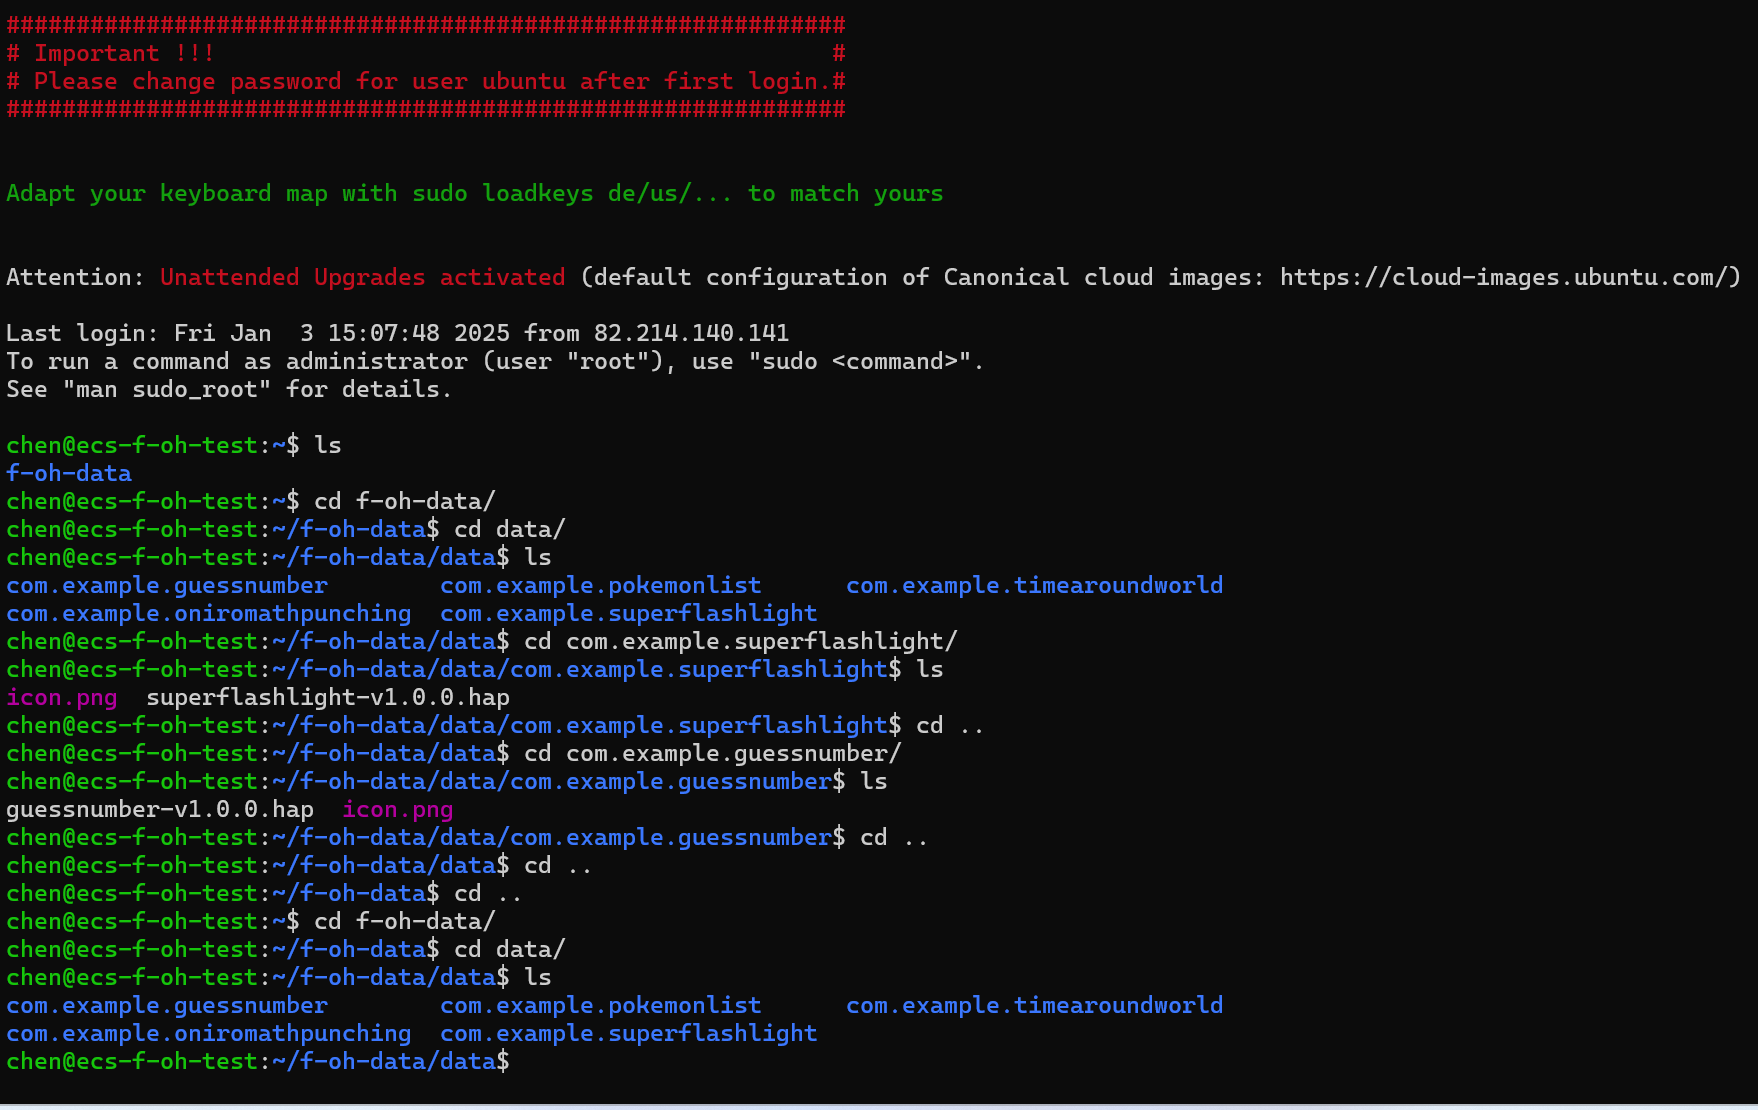 ############################################################
# Important !!!                                            #
# Please change password for user ubuntu after first login.#
############################################################
Adapt your keyboard map with sudo loadkeys de/us/... to match yours
Attention: Unattended Upgrades activated (default configuration of Canonical cloud images: https://cloud-images.ubuntu.com/)
Last login: Fri Jan  3 15:07:48 2025 from 82.214.140.141
To run a command as administrator (user "root"), use "sudo <command>".
See "man sudo_root" for details.
chen@ecs-f-oh-test:~$ ls
f-oh-data
chen@ecs-f-oh-test:~$ cd f-oh-data/
chen@ecs-f-oh-test:~/f-oh-data$ cd data/
chen@ecs-f-oh-test:~/f-oh-data/data$ ls
com.example.guessnumber        com.example.pokemonlist      com.example.timearoundworld
com.example.oniromathpunching  com.example.superflashlight
chen@ecs-f-oh-test:~/f-oh-data/data$ cd com.example.superflashlight/
chen@ecs-f-oh-test:~/f-oh-data/data/com.example.superflashlight$ ls
icon.png  superflashlight-v1.0.0.hap
chen@ecs-f-oh-test:~/f-oh-data/data/com.example.superflashlight$ cd ..
chen@ecs-f-oh-test:~/f-oh-data/data$ cd com.example.guessnumber/
chen@ecs-f-oh-test:~/f-oh-data/data/com.example.guessnumber$ ls
guessnumber-v1.0.0.hap  icon.png
chen@ecs-f-oh-test:~/f-oh-data/data/com.example.guessnumber$ cd ..
chen@ecs-f-oh-test:~/f-oh-data/data$ cd ..
chen@ecs-f-oh-test:~/f-oh-data$ cd ..
chen@ecs-f-oh-test:~$ cd f-oh-data/
chen@ecs-f-oh-test:~/f-oh-data$ cd data/
chen@ecs-f-oh-test:~/f-oh-data/data$ ls
com.example.guessnumber        com.example.pokemonlist      com.example.timearoundworld
com.example.oniromathpunching  com.example.superflashlight
chen@ecs-f-oh-test:~/f-oh-data/data$